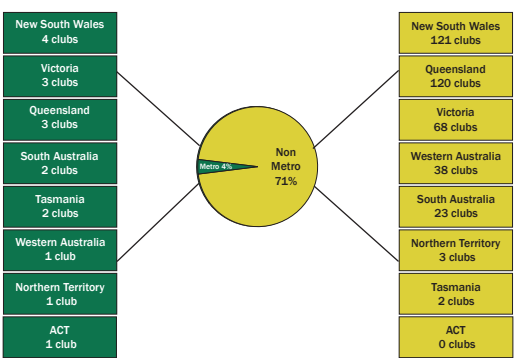 New South Wales
4 clubs
Victoria
3 clubs
Queensland
3 clubs
South Australia
2 clubs
Tasmania
2 clubs
Western Australia
1 club
Northern Territory
1 club
ACT
1 club
Metro 4%
Non
Metro
71%
New South Wales
121 clubs
Queensland
120 clubs
Victoria
68 clubs
Western Australia
38 clubs
South Australia
23 clubs
Northern Territory
3 clubs
Tasmania
2 clubs
ACT
0 clubs